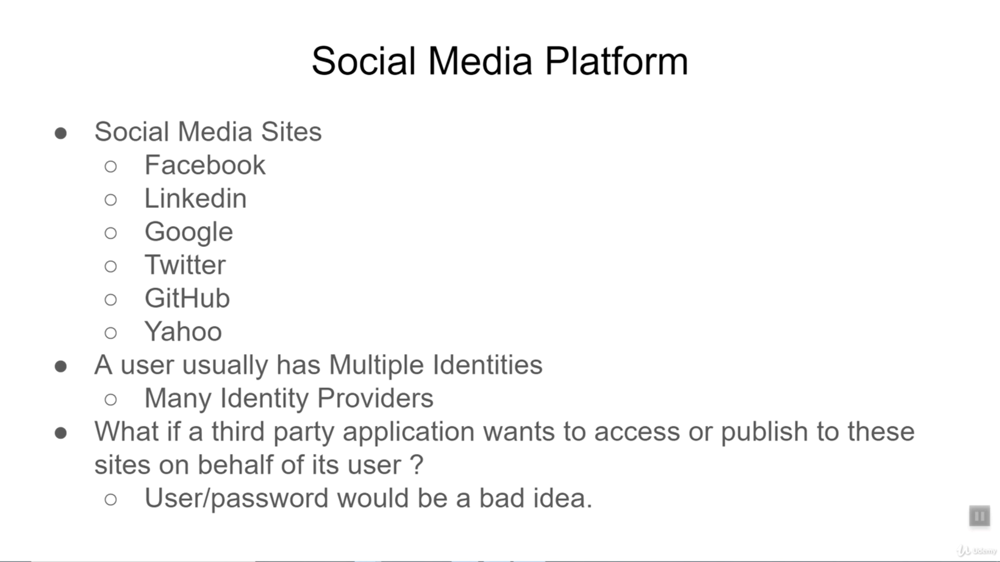 Social Media Platform
● Social Media Sites
○ Facebook
○ Linkedin
○ Google
○ Twitter
○ GitHub
○ Yahoo
● A user usually has Multiple Identities
○ Many Identity Providers
● What if a third party application wants to access or publish to these
sites on behalf of its user ?
○ User/password would be a bad idea.
Udemy